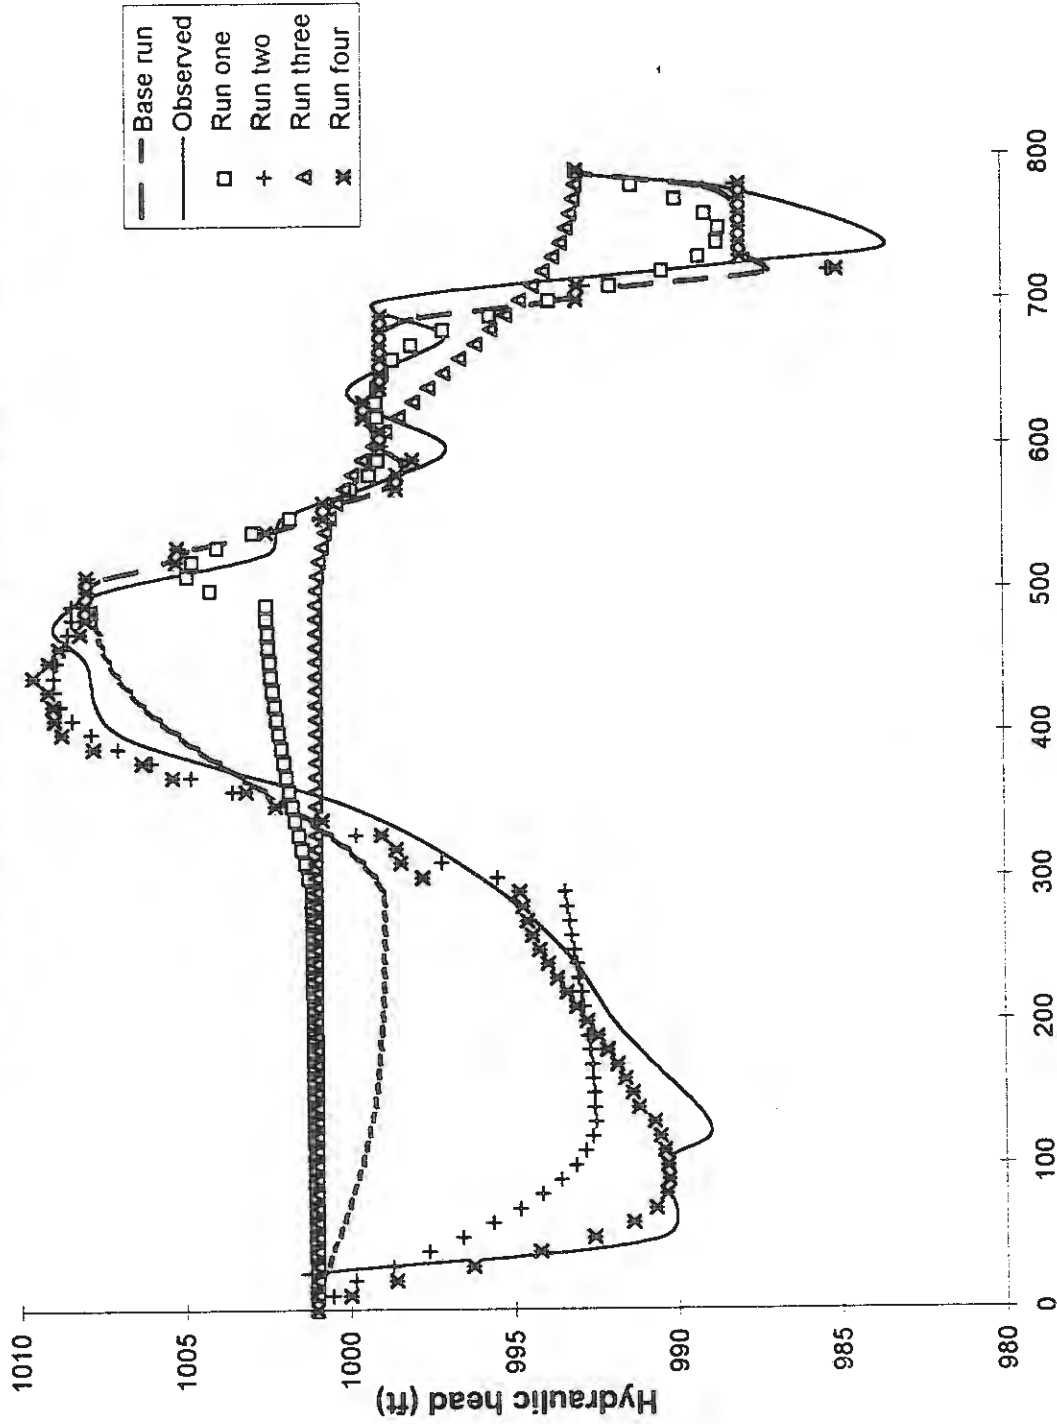 Base run
Observed
Run one
Run two
Run three
Run four
Hydraulic head (ft)
1010
1005
1000
995
990
985
980
0
100
200
300
400
500
600
700
800